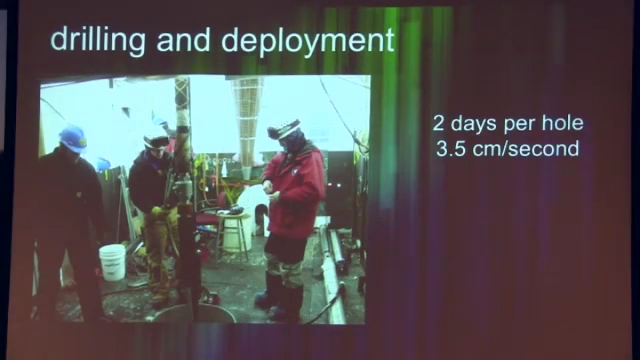 drilling and deployment
2 days per hole
3.5 cm/second